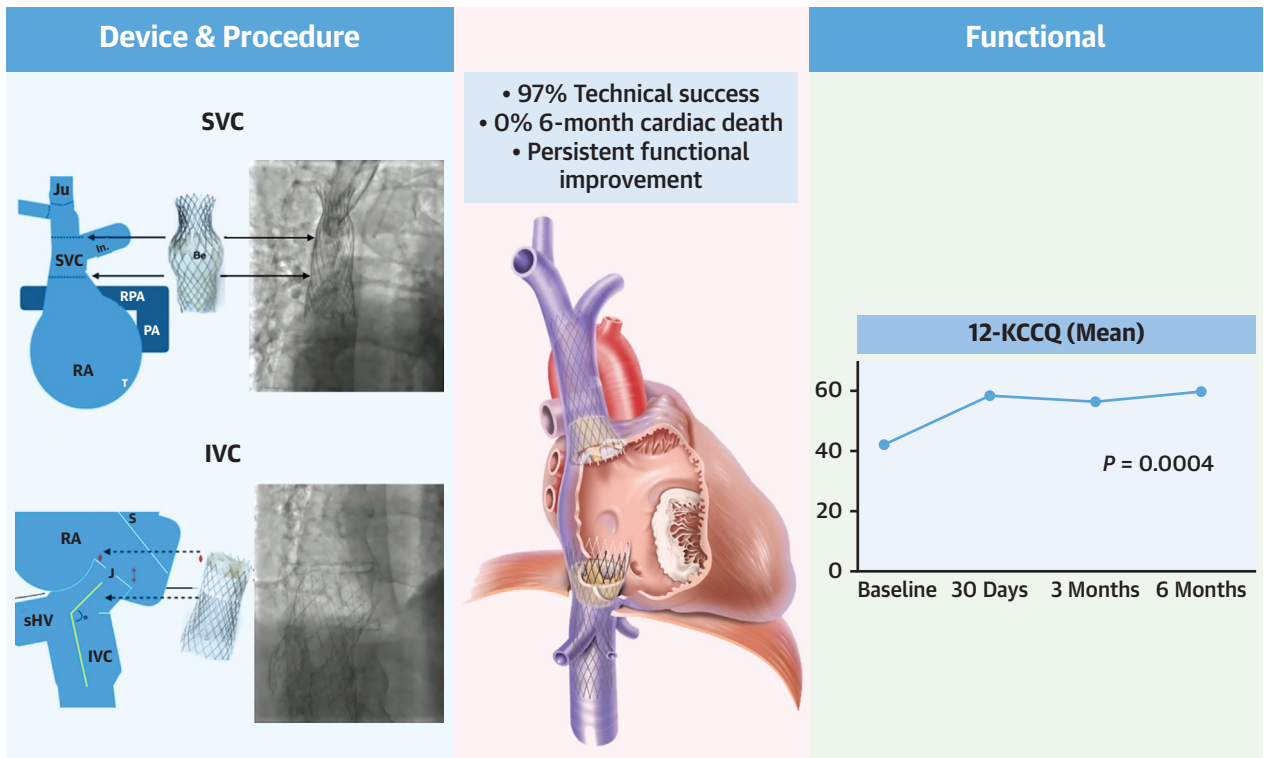 Device & Procedure
SVC
Ju
In.
SVC
Be
RPA
PA
RA
T
IVC
S
RA
J
sHV
IVC
• 97% Technical success
• 0% 6-month cardiac death
• Persistent functional
improvement
Functional
12-KCCQ (Mean)
60
40
20
0
P = 0.0004
Baseline 30 Days 3 Months 6 Months